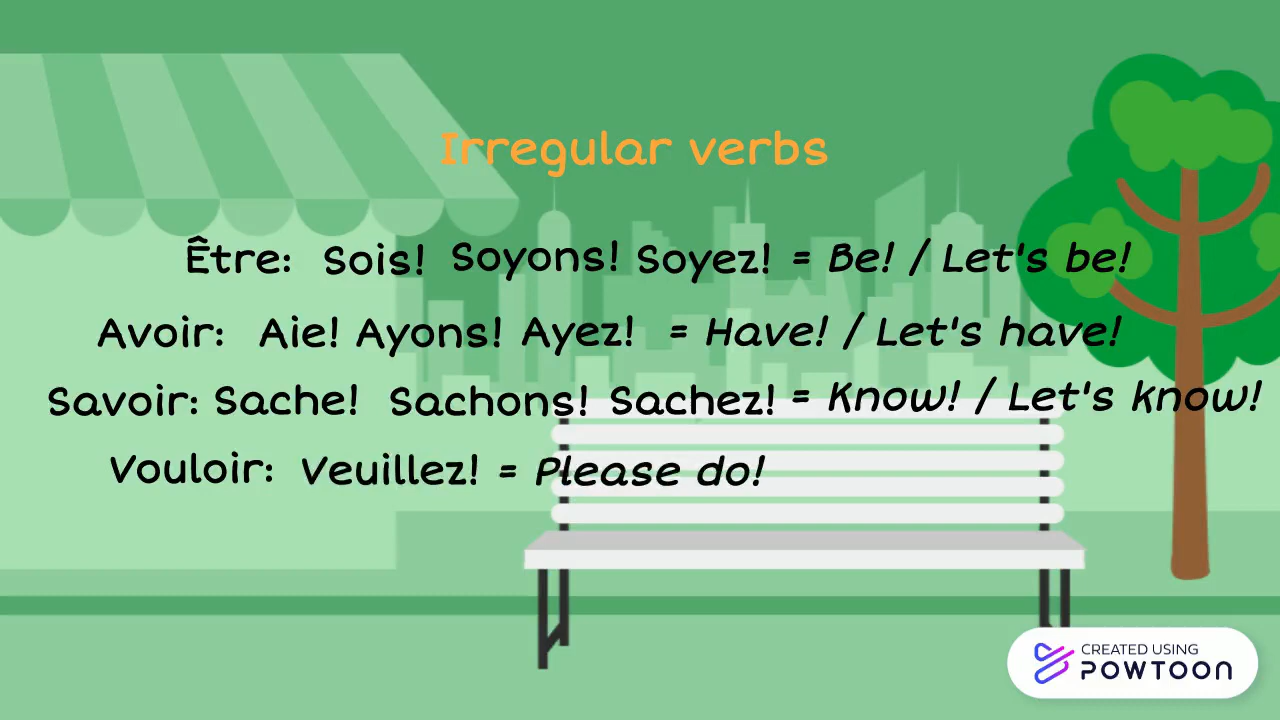 Irregular verbs
Être: Sois! Soyons! Soyez! = Be! / Let's be!
Avoir: Aie! Ayons! Ayez! = Have! / Let's have!
Savoir: Sache! Sachons! Sachez! = Know! / Let's know!
Vouloir: Veuillez! = Please do!
CREATED USING
POWTOON